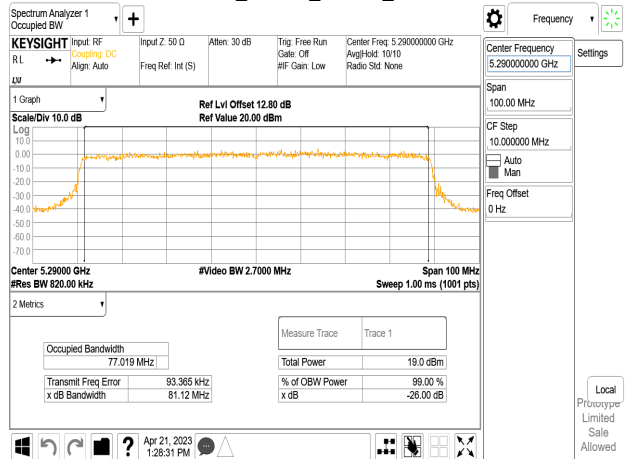 Spectrum Analyzer 1
Occupied BW
KEYSIGHT
R L
Input: RF
Coupling: DC
Align: Auto
Input Z: 50 Ω
Freq Ref: Int (S)
Atten: 30 dB
Trig: Free Run
Gate: Off
#IF Gain: Low
Center Freq: 5.290000000 GHz
Avg|Hold: 10/10
Radio Std: None
1 Graph
Scale/Div 10.0 dB
Ref Lvl Offset 12.80 dB
Ref Value 20.00 dBm
Log
10.0
0.00
-10.0
-20.0
-30.0
-40.0
-50.0
-60.0
-70.0
Center 5.29000 GHz
#Video BW 2.7000 MHz
Span 100 MHz
#Res BW 820.00 kHz
Sweep 1.00 ms (1001 pts)
2 Metrics
Measure Trace
Trace 1
Occupied Bandwidth
77.019 MHz
Total Power
19.0 dBm
Transmit Freq Error
93.365 kHz
% of OBW Power
99.00 %
x dB Bandwidth
81.12 MHz
x dB
-26.00 dB
?
Apr 21, 2023
1:28:31 PM
Frequency
Center Frequency
5.290000000 GHz
Settings
Span
100.00 MHz
CF Step
10.000000 MHz
Auto
Man
Freq Offset
0 Hz
Local
Prototype
Limited
Sale
Allowed